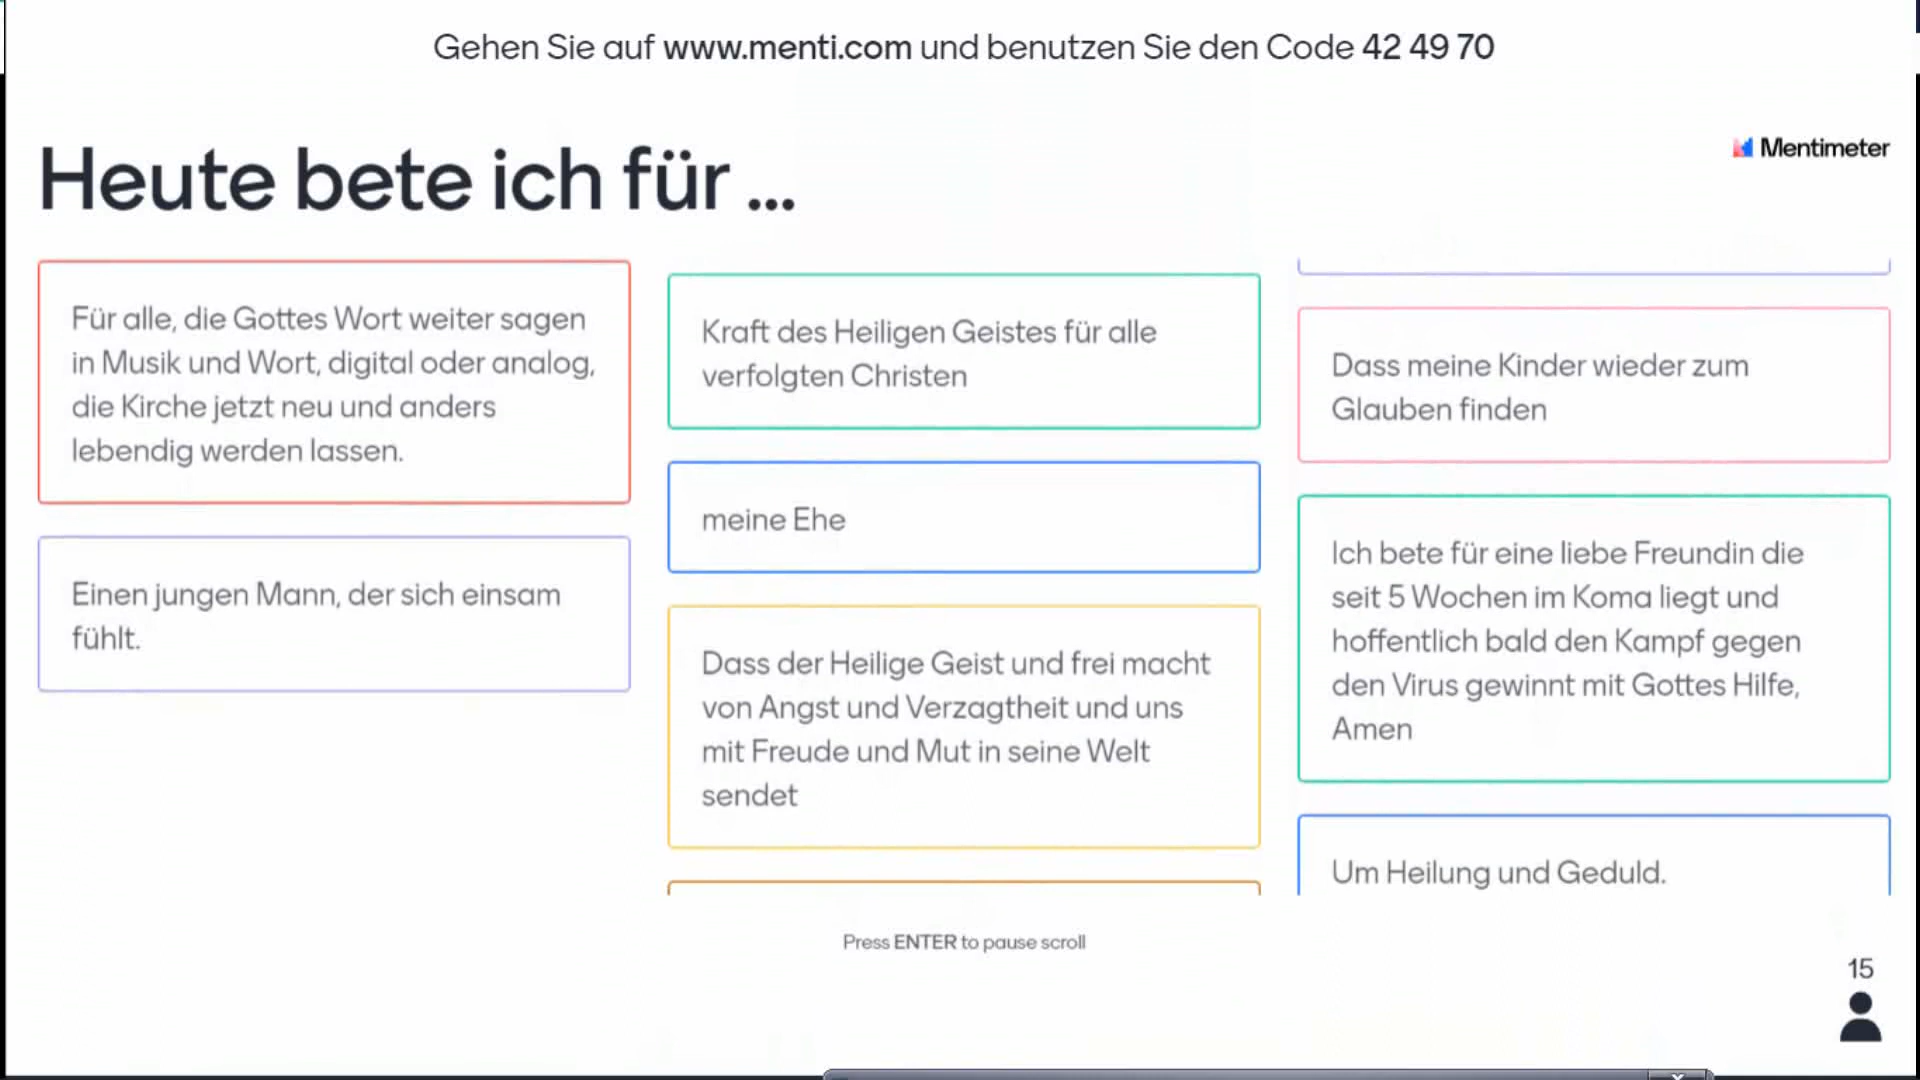 Gehen Sie auf www.menti.com und benutzen Sie den Code 42 49 70
Mentimeter
Heute bete ich für ...
Für alle, die Gottes Wort weiter sagen
in Musik und Wort, digital oder analog,
die Kirche jetzt neu und anders
lebendig werden lassen.
Einen jungen Mann, der sich einsam
fühlt.
Kraft des Heiligen Geistes für alle
verfolgten Christen
meine Ehe
Dass der Heilige Geist und frei macht
von Angst und Verzagtheit und uns
mit Freude und Mut in seine Welt
sendet
Dass meine Kinder wieder zum
Glauben finden
Ich bete für eine liebe Freundin die
seit 5 Wochen im Koma liegt und
hoffentlich bald den Kampf gegen
den Virus gewinnt mit Gottes Hilfe,
Amen
Um Heilung und Geduld.
Press ENTER to pause scroll
15